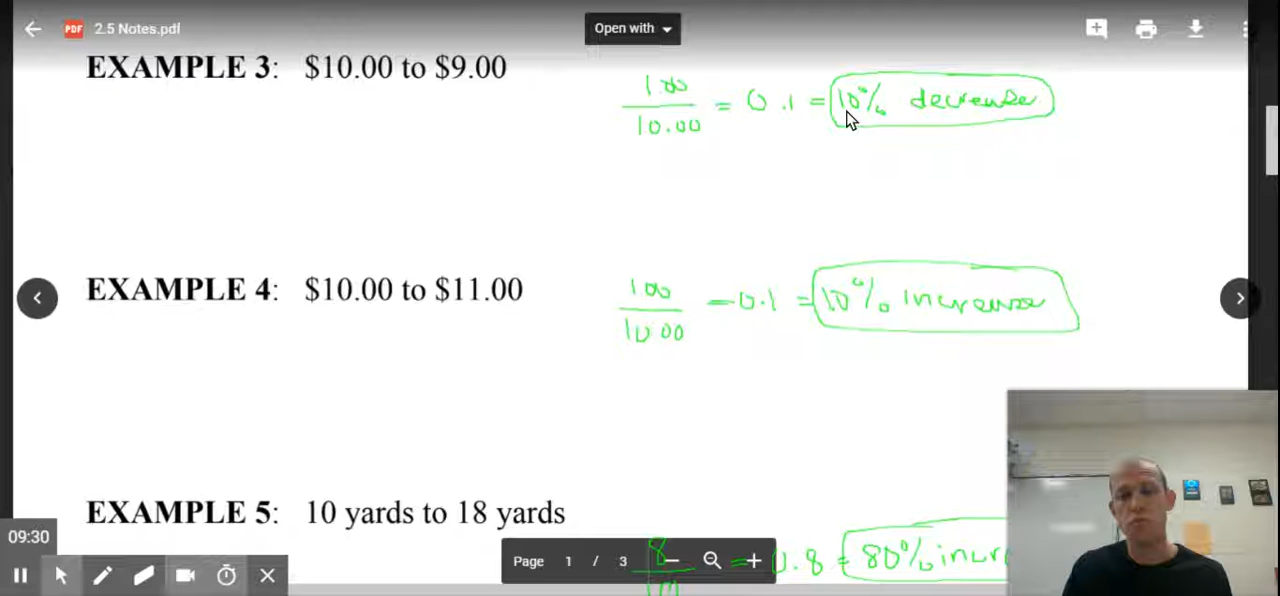 PDF 2.5 Notes.pdf Open with
EXAMPLE 3: $10.00 to $9.00
1.00
10.00
= 0.1 = 10% decrease
EXAMPLE 4: $10.00 to $11.00
1.00
10.00
= 0.1 = 10% increase
EXAMPLE 5: 10 yards to 18 yards
8
10
= 0.8 = 80% incr
09:30
Page 1 / 3